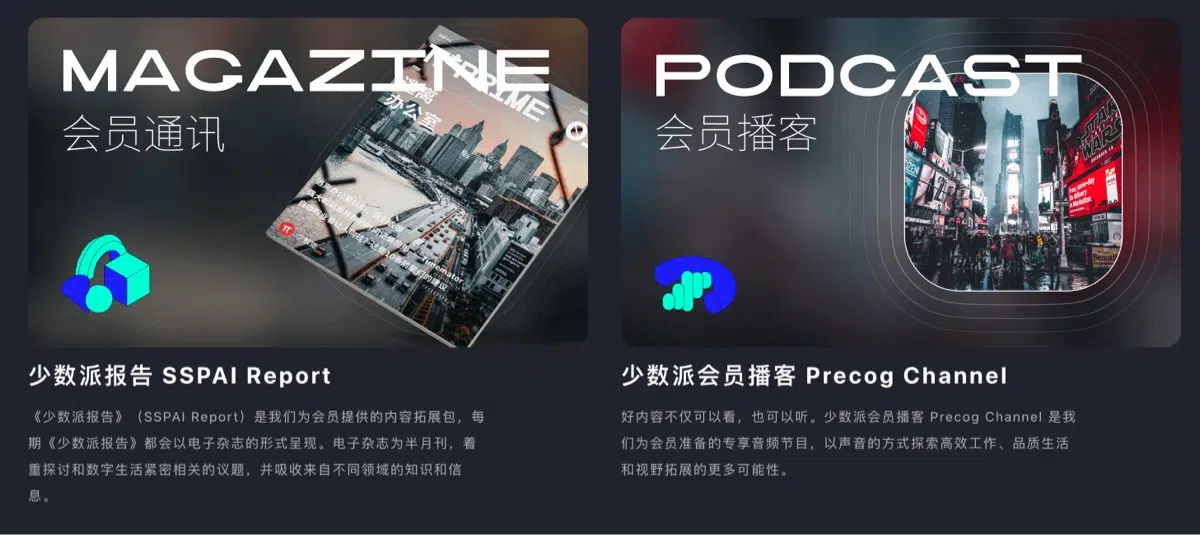 MAGAZINE
会员通讯
PRIME
逃离
办公室
少数派报告 SSPAI Report
《少数派报告》（SSPAI Report）是我们为会员提供的内容拓展包，每
期《少数派报告》都会以电子杂志的形式呈现。电子杂志为半月刊，着
重探讨和数字生活紧密相关的议题，并吸收来自不同领域的知识和信
息。
PODCAST
会员播客
STAR
WARS
少数派会员播客 Precog Channel
好内容不仅可以看，也可以听。少数派会员播客 Precog Channel 是我
们为会员准备的专享音频节目，以声音的方式探索高效工作、品质生活
和视野拓展的更多可能性。